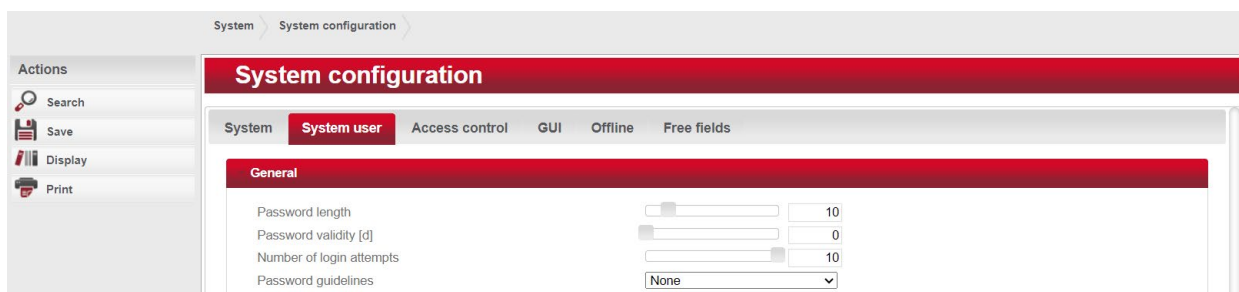 System System configuration
Actions
Search
Save
Display
Print
System configuration
System System user Access control GUI Offline Free fields
General
Password length 10
Password validity [d] 0
Number of login attempts 10
Password guidelines None